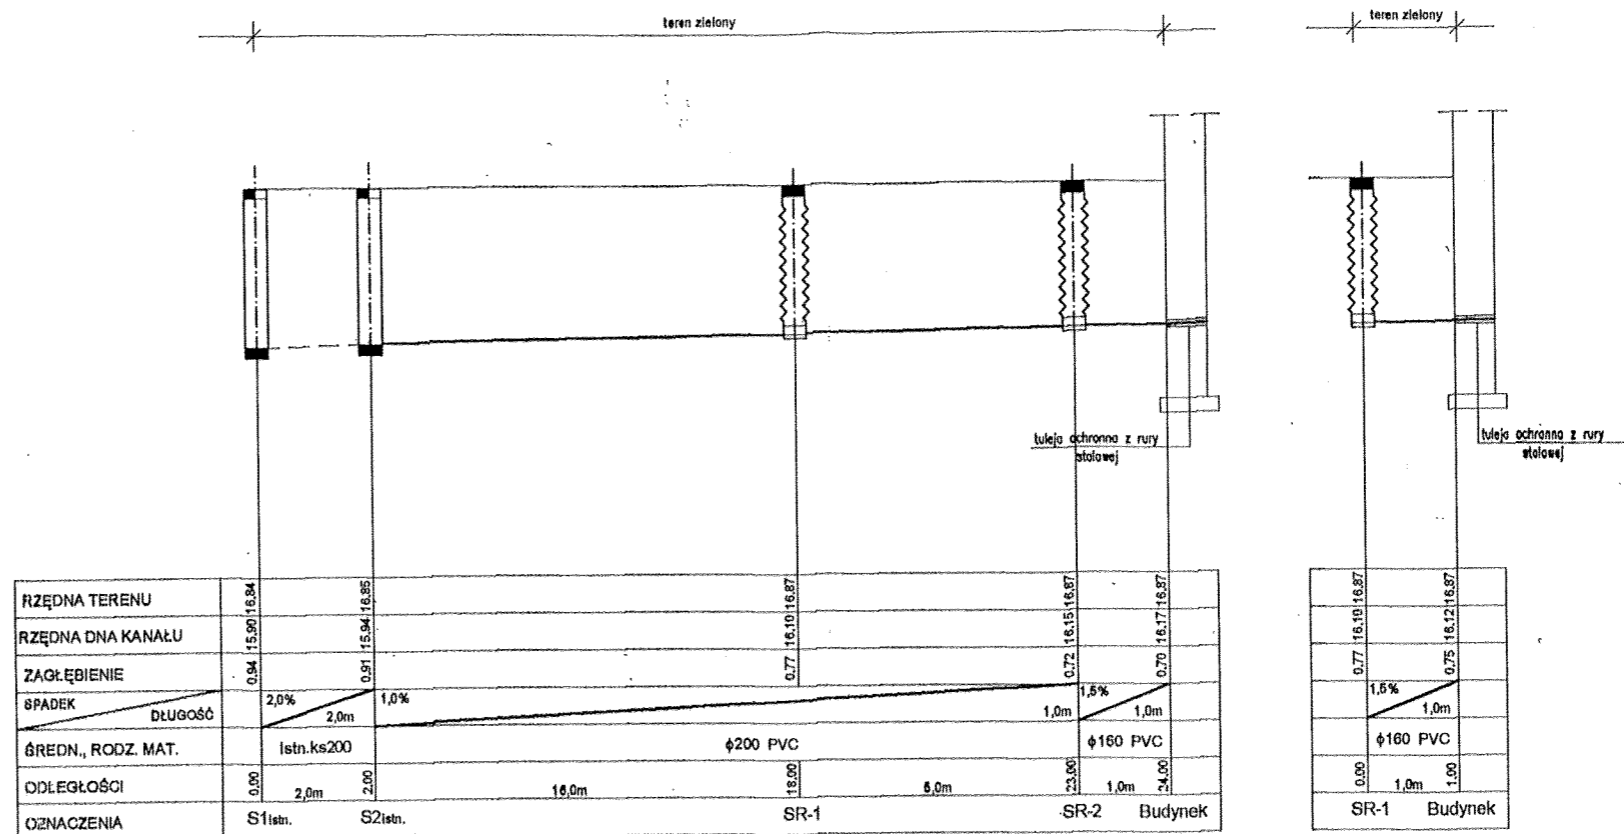 teren zielony
teren zielony
tuleja ochronna z rury
stalowej
tuleja ochronna z rury
stalowej
RZĘDNA TERENU
16,84
16,85
16,87
16,87
16,87
16,87
16,87
RZĘDNA DNA KANAŁU
15,90
15,94
16,10
16,15
16,17
16,10
16,12
ZAGŁĘBIENIE
0,94
0,91
0,77
0,72
0,70
0,77
0,75
SPADEK
DŁUGOŚĆ
2,0%
2,0m
1,0%
1,0m
1,5%
1,0m
1,5%
1,0m
ŚREDN., RODZ. MAT.
Istn.ks200
ϕ200 PVC
ϕ160 PVC
ϕ160 PVC
ODLEGŁOŚCI
0,00
2,0m
2,00
16,0m
18,00
5,0m
23,00
1,0m
24,00
0,00
1,0m
1,00
OZNACZENIA
S1istn.
S2istn.
SR-1
SR-2
Budynek
SR-1
Budynek